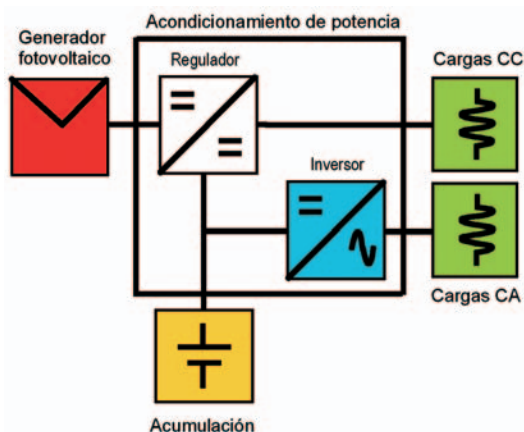 Acondicionamiento de potencia
Generador
fotovoltaico
Regulador
Cargas CC
Inversor
Cargas CA
Acumulación